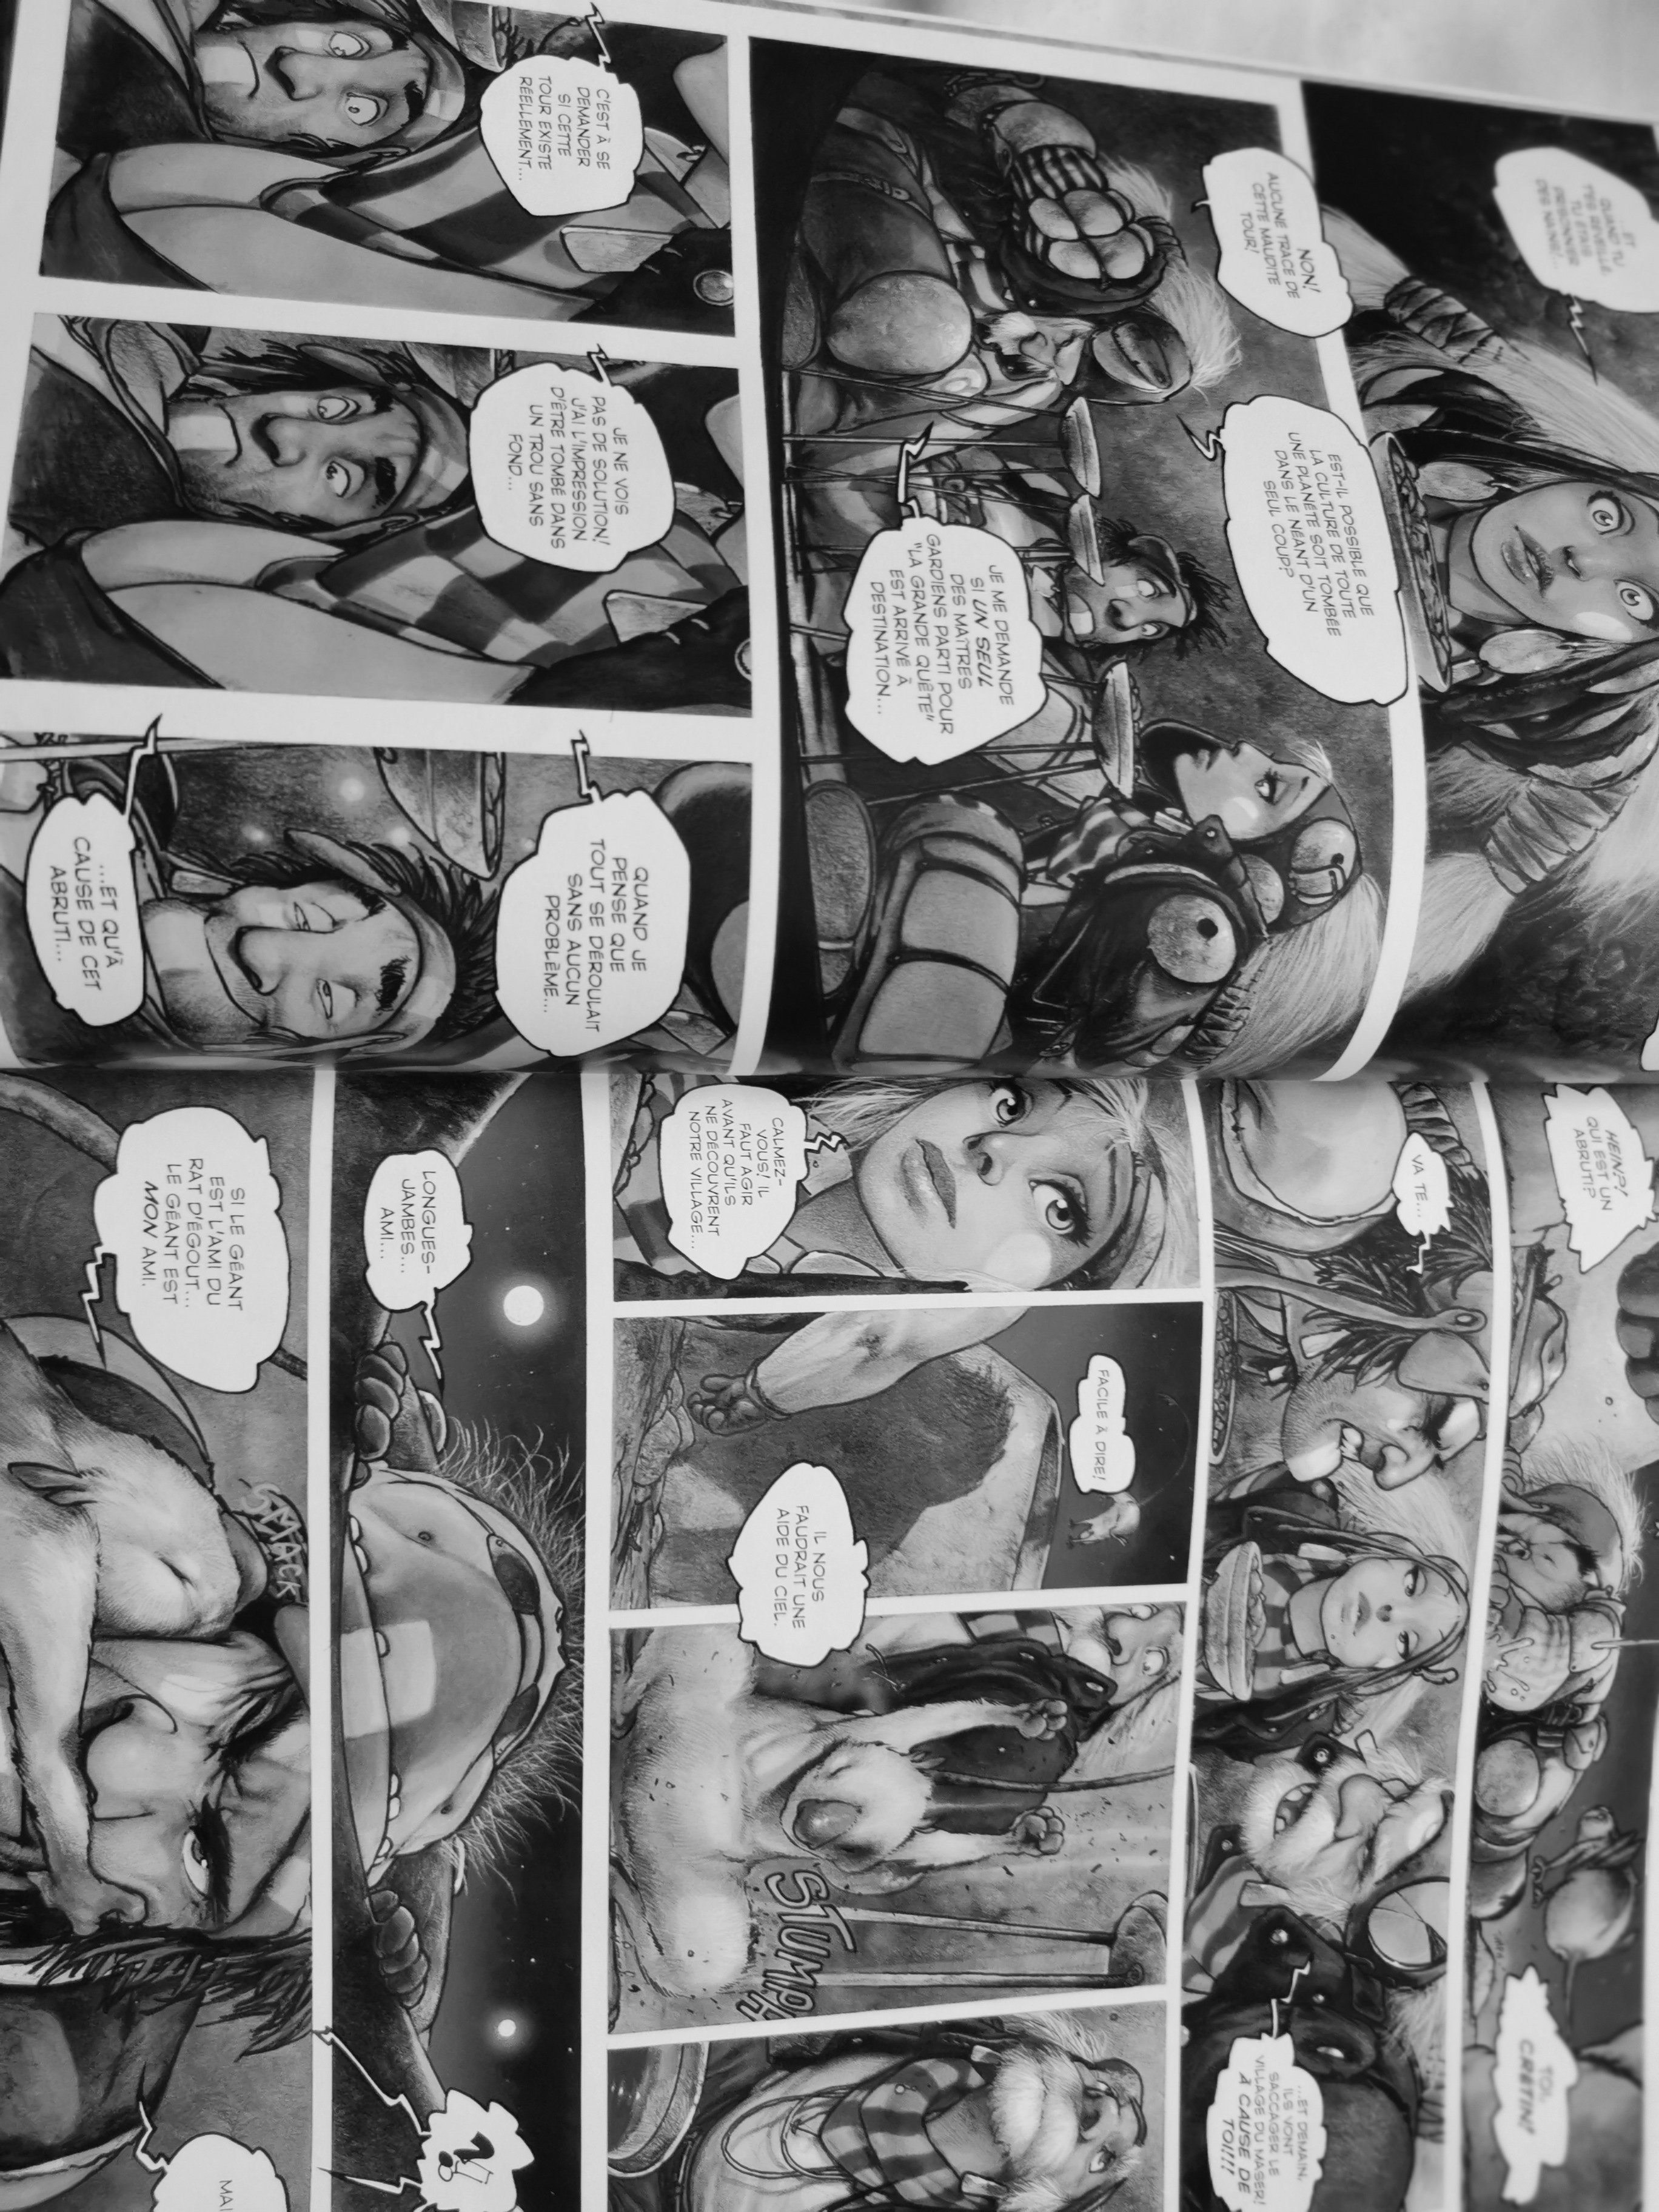 ...ET
QUAND TU
T'ES RÉVEILLÉ
TU ÉTAIS
PRISONNIER
DES NAINS!...
NON!
AUCUNE TRACE DE
CETTE MAUDITE
TOUR!
EST-IL POSSIBLE QUE
LA CULTURE DE TOUTE
UNE PLANÈTE SOIT TOMBÉE
DANS LE NÉANT D'UN
SEUL COUP?
JE ME DEMANDE
SI UN SEUL
DES MAÎTRES
GARDIENS PARTI POUR
"LA GRANDE QUÊTE"
EST ARRIVÉ À
DESTINATION...
C'EST À SE
DEMANDER
SI CETTE
TOUR EXISTE
RÉELLEMENT...
JE NE VOIS
PAS DE SOLUTION!
J'AI L'IMPRESSION
D'ÊTRE TOMBÉ DANS
UN TROU SANS
FOND...
QUAND JE
PENSE QUE
TOUT SE DÉROULAIT
SANS AUCUN
PROBLÈME...
...ET QU'À
CAUSE DE CET
ABRUTI...
HEIN?!
QUI EST UN
ABRUTI?
TOI,
CRÉTIN!
VA TE...
...ET DEMAIN,
ILS VONT
SACCAGER LE
VILLAGE DU MASER!
À CAUSE DE
TOI!!!
CALMEZ-
VOUS! IL
FAUT AGIR
AVANT QU'ILS
NE DÉCOUVRENT
NOTRE VILLAGE...
FACILE À DIRE!
IL NOUS
FAUDRAIT UNE
AIDE DU CIEL.
STUMPH
LONGUES-
JAMBES...
AMI...
?!
SI LE GÉANT
EST L'AMI DU
RAT D'ÉGOUT...
LE GÉANT EST
MON AMI.
SMACK
MAI